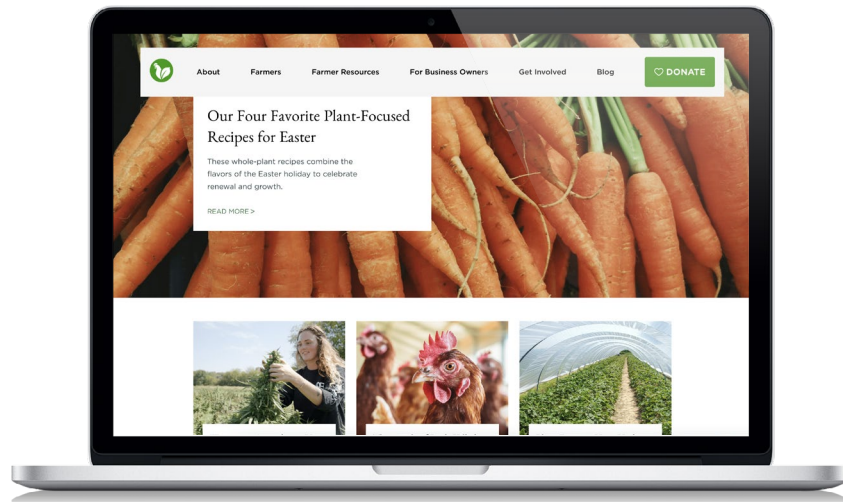 About Farmers Farmer Resources For Business Owners Get Involved Blog DONATE
Our Four Favorite Plant-Focused
Recipes for Easter
These whole-plant recipes combine the
flavors of the Easter holiday to celebrate
renewal and growth.
READ MORE >